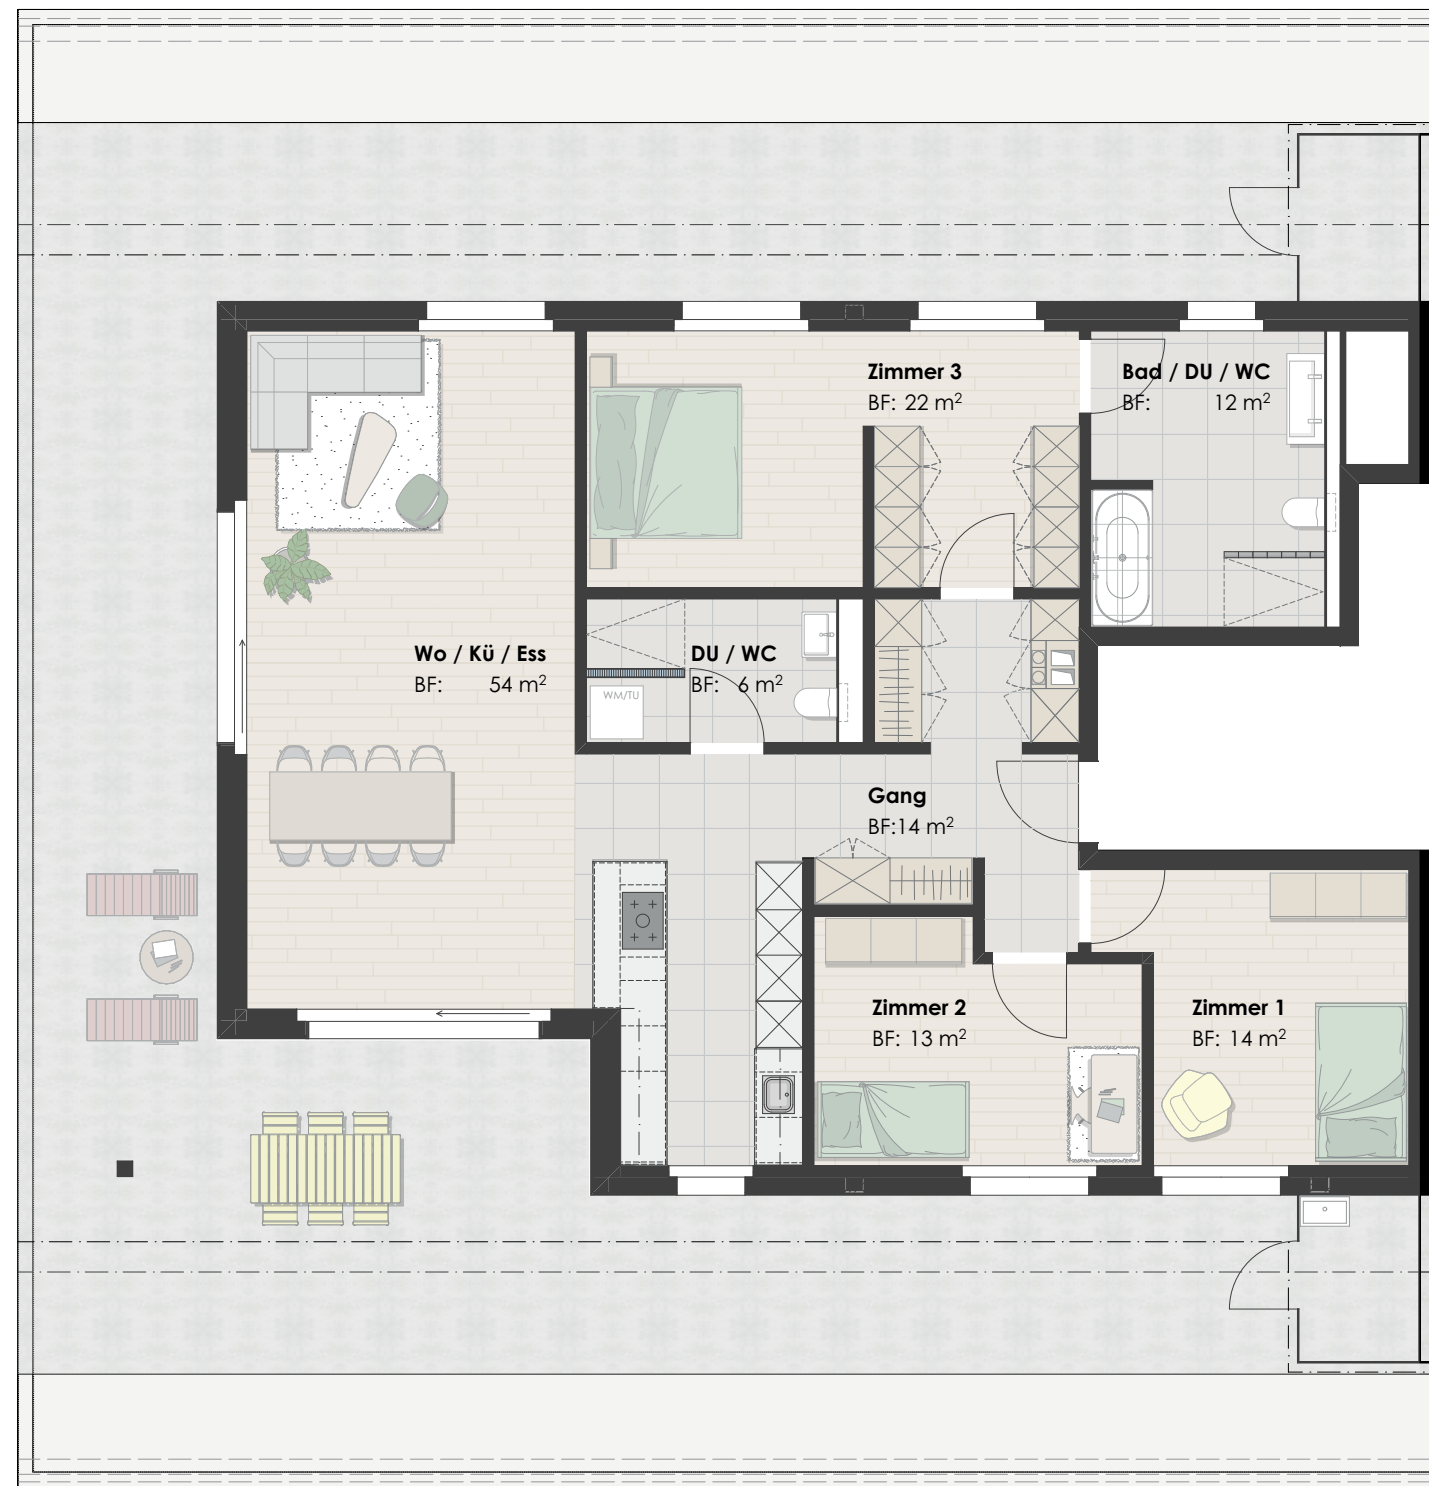 Zimmer 3
BF: 22 m²
Bad / DU / WC
BF: 12 m²
Wo / Kü / Ess
BF: 54 m²
DU / WC
BF: 6 m²
WM/TU
Gang
BF:14 m²
Zimmer 2
BF: 13 m²
Zimmer 1
BF: 14 m²